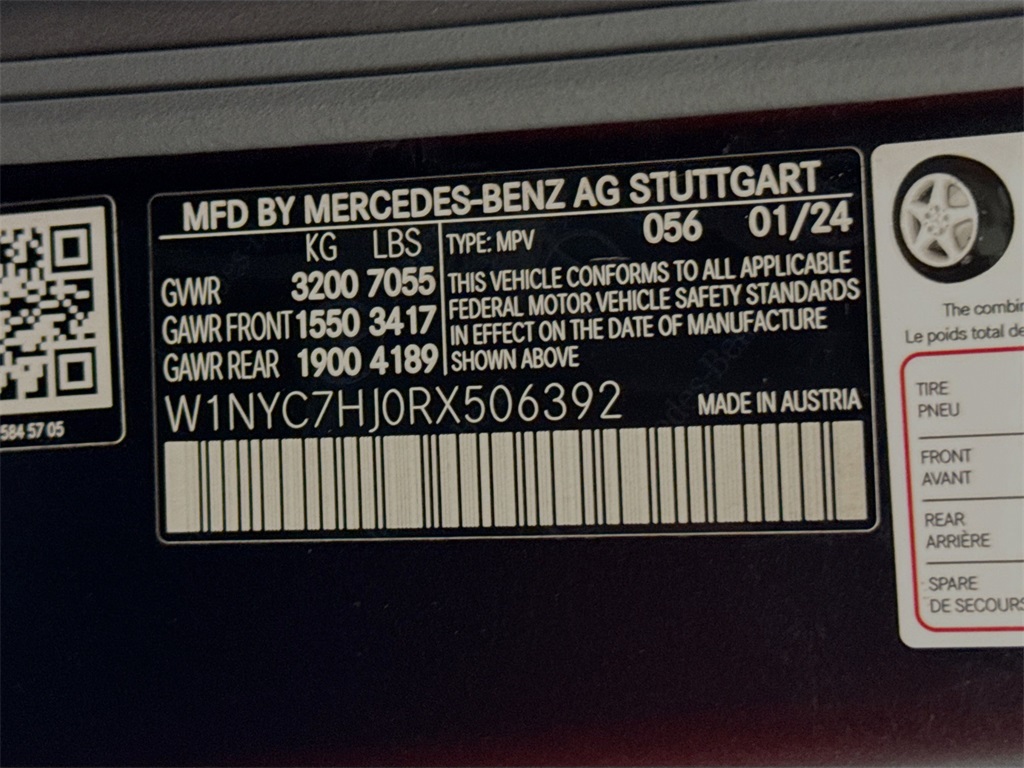 584 57 05
MFD BY MERCEDES-BENZ AG STUTTGART
KG LBS
GVWR 3200 7055
GAWR FRONT 1550 3417
GAWR REAR 1900 4189
TYPE: MPV 056 01/24
THIS VEHICLE CONFORMS TO ALL APPLICABLE
FEDERAL MOTOR VEHICLE SAFETY STANDARDS
IN EFFECT ON THE DATE OF MANUFACTURE
SHOWN ABOVE
W1NYC7HJ0RX506392 MADE IN AUSTRIA
The combin
Le poids total de
TIRE
PNEU
FRONT
AVANT
REAR
ARRIÈRE
SPARE
DE SECOURS